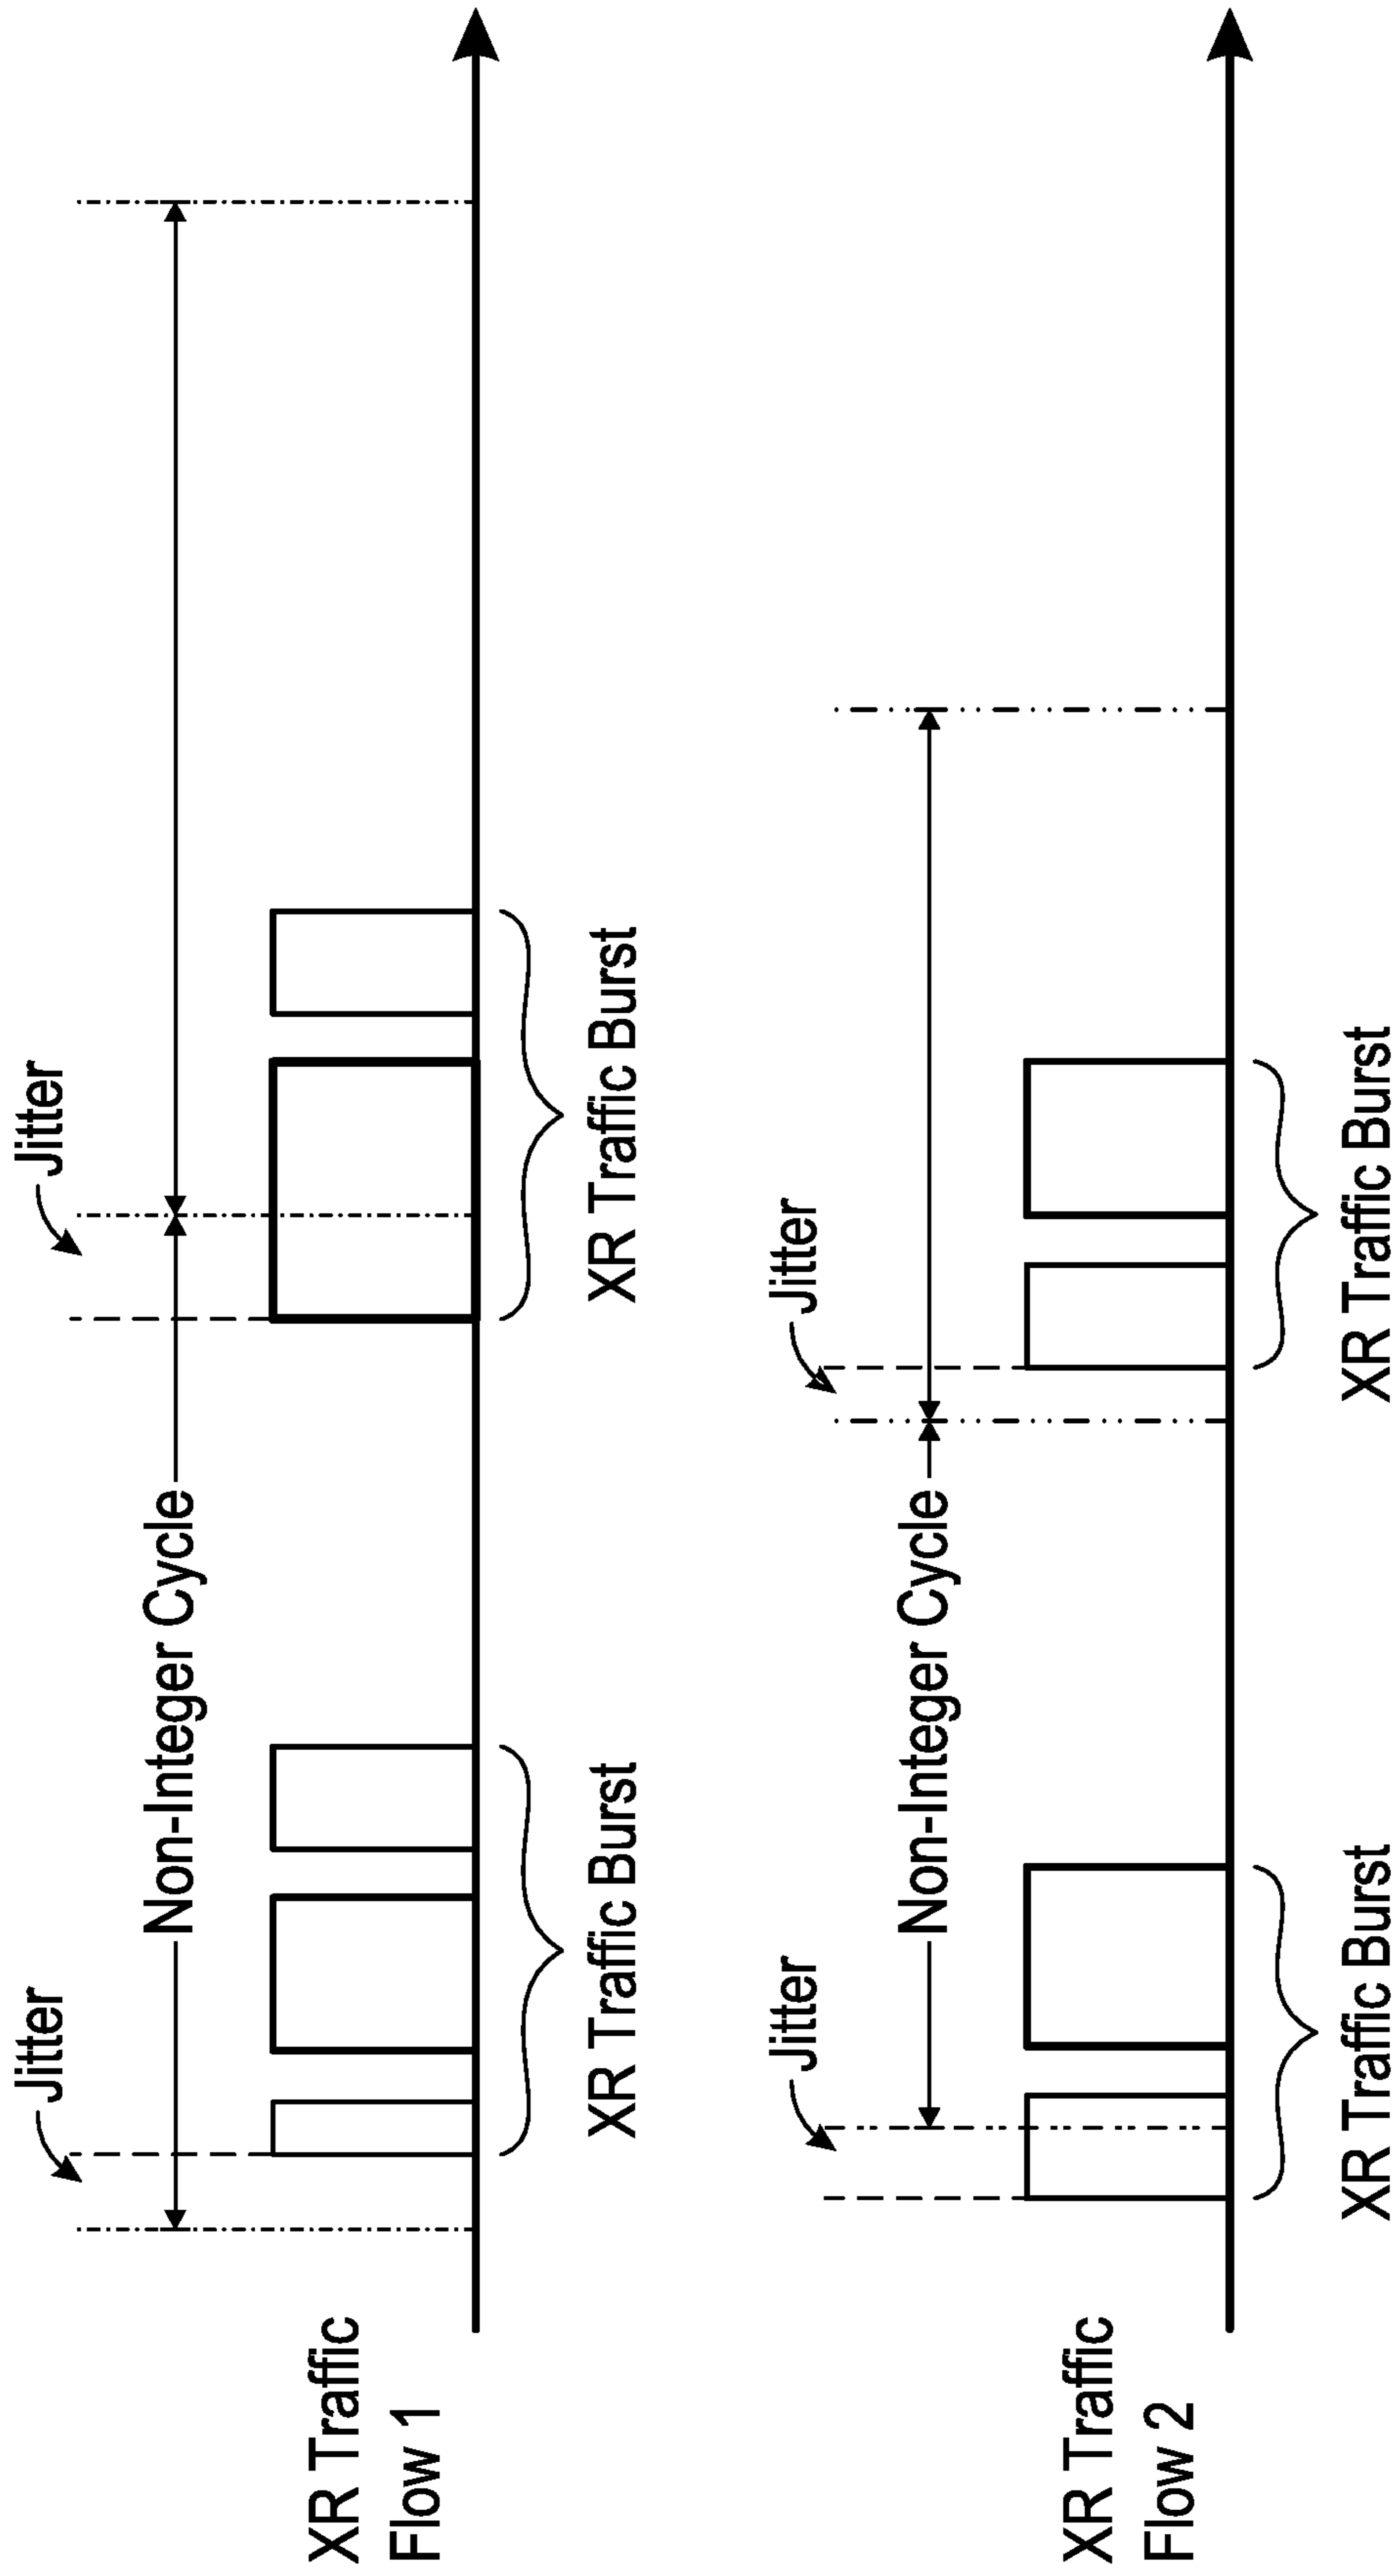 Jitter
Jitter
Non-Integer Cycle
XR Traffic
Flow 1
XR Traffic Burst
XR Traffic Burst
Jitter
Jitter
Non-Integer Cycle
XR Traffic
Flow 2
XR Traffic Burst
XR Traffic Burst